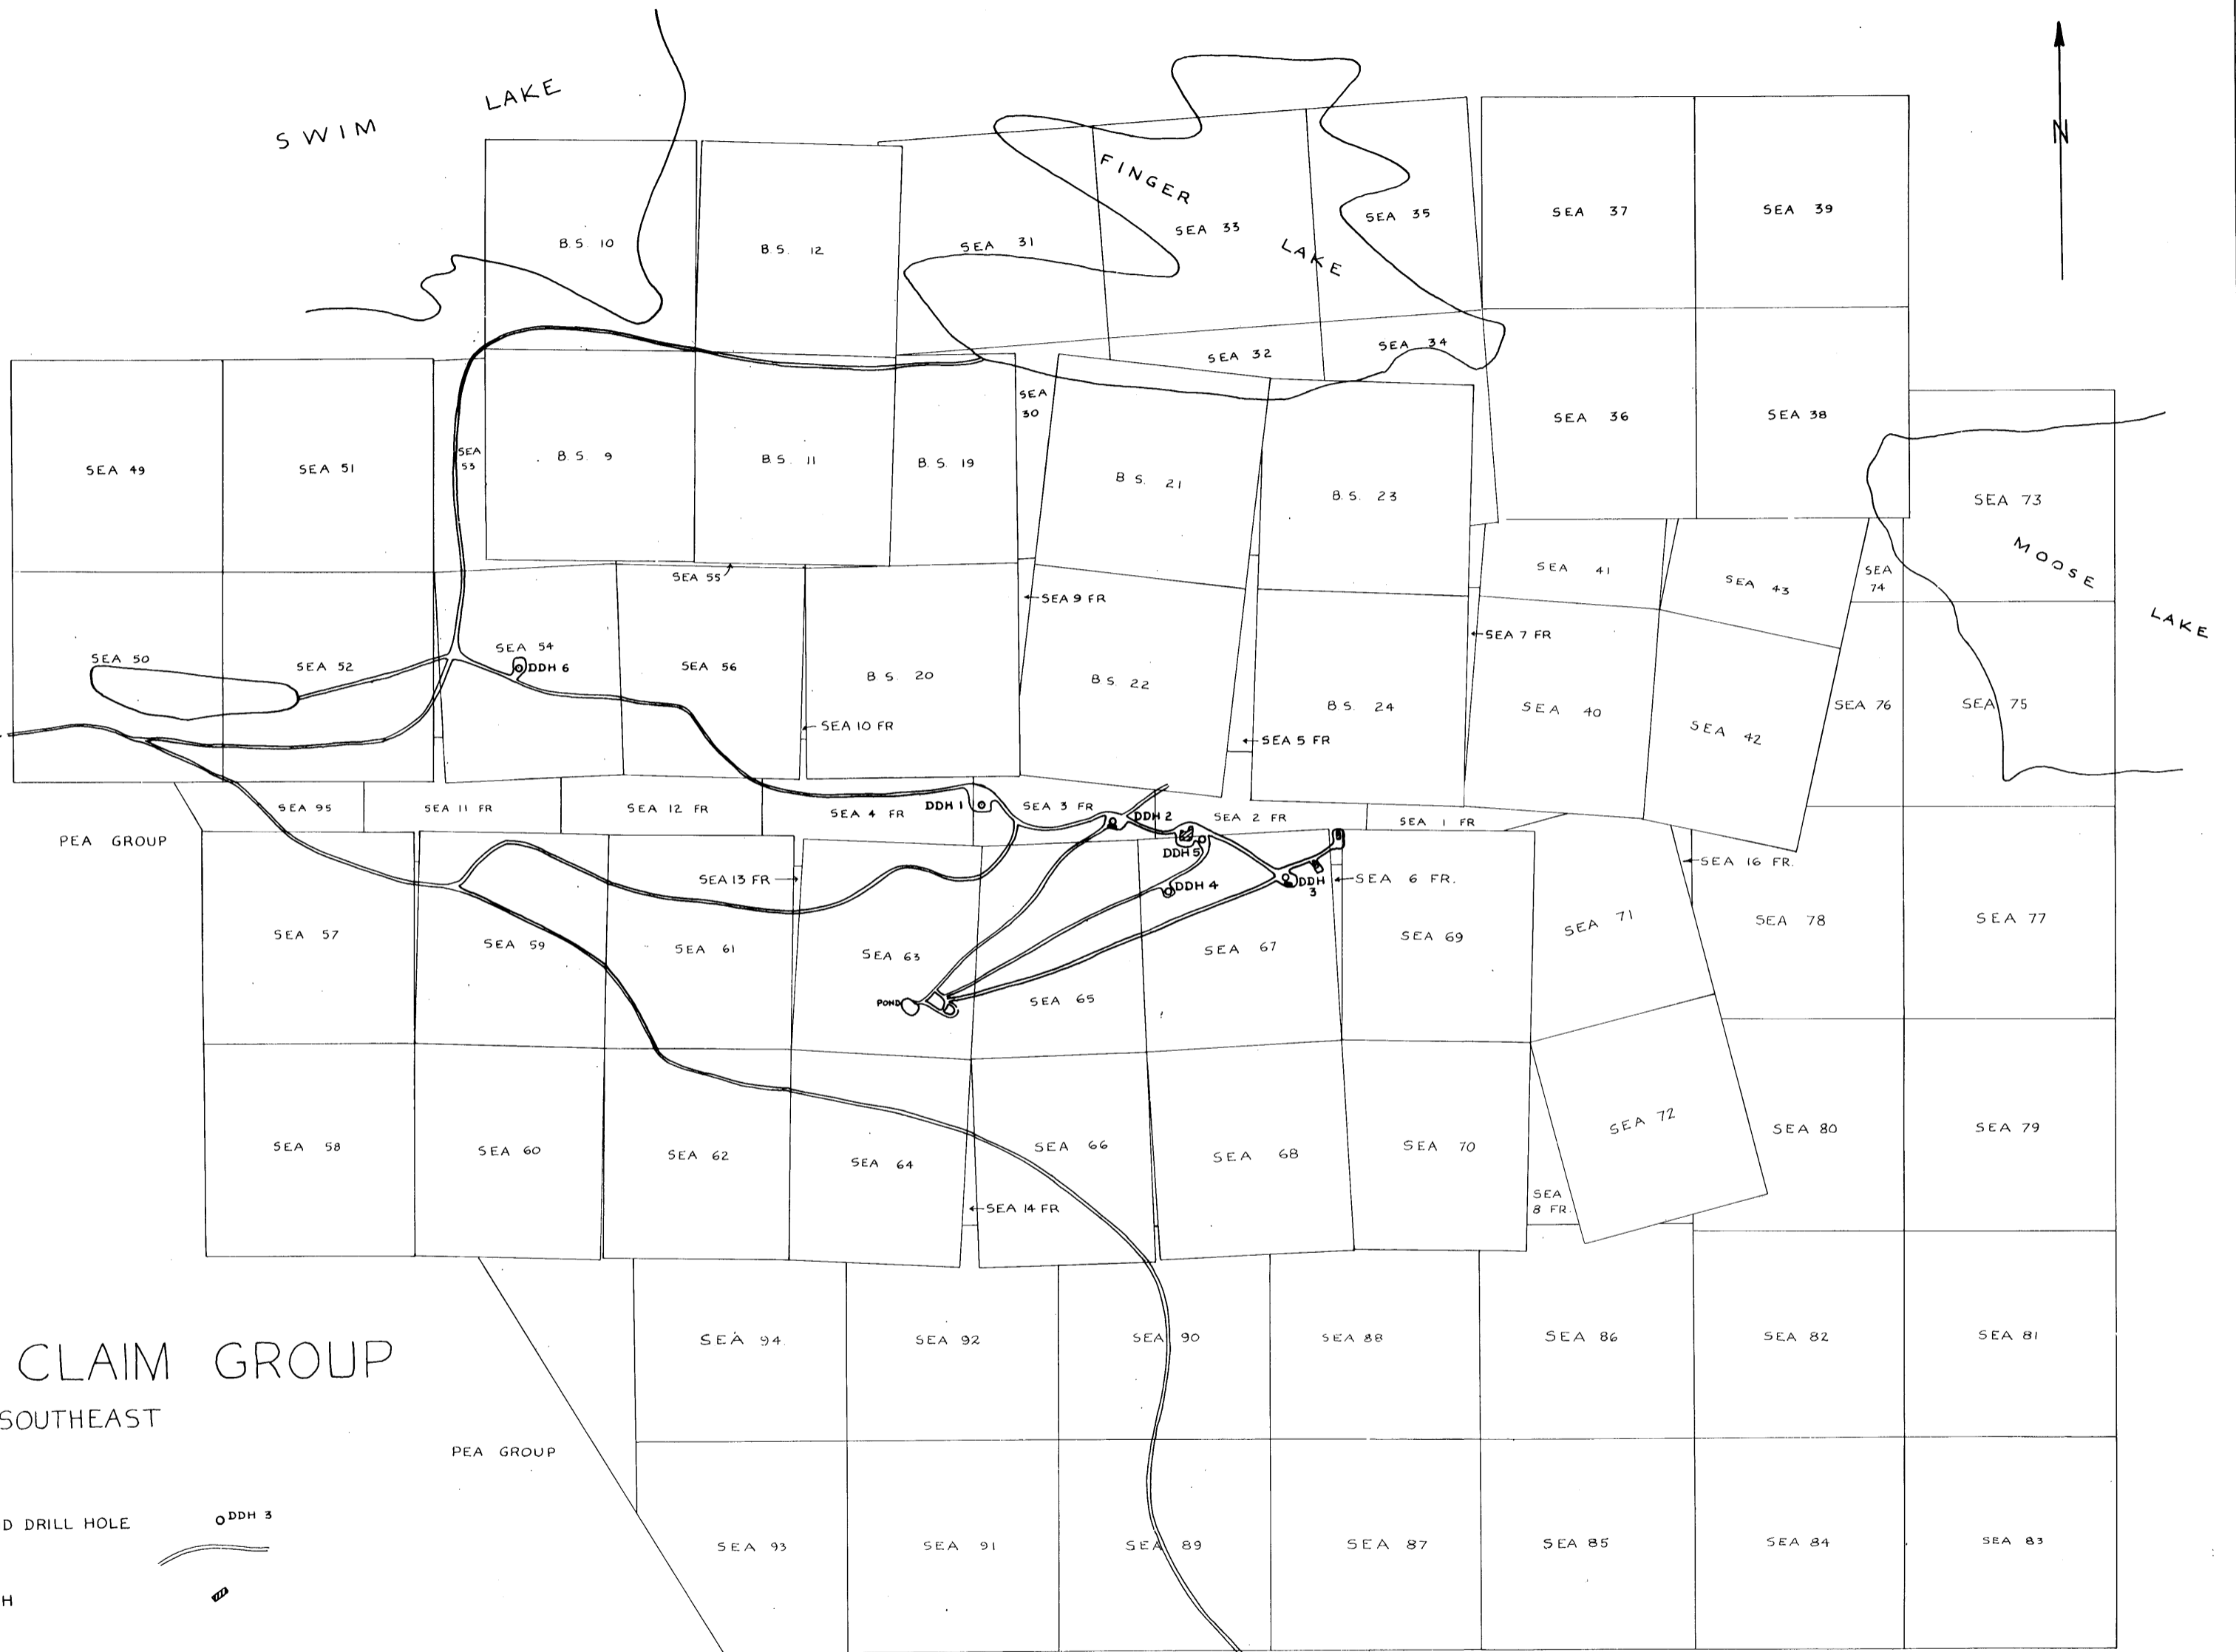 SWIM LAKE
N
FINGER LAKE
B.S. 10
B.S. 12
SEA 31
SEA 33
SEA 35
SEA 37
SEA 39
SEA 32
SEA 34
SEA 30
SEA 36
SEA 38
SEA 49
SEA 51
SEA 53
B.S. 9
B.S. 11
B.S. 19
B.S. 21
B.S. 23
SEA 73
MOOSE LAKE
SEA 55
SEA 9 FR
SEA 41
SEA 43
SEA 74
SEA 7 FR
SEA 50
SEA 52
SEA 54
DDH 6
SEA 56
B.S. 20
B.S. 22
B.S. 24
SEA 40
SEA 42
SEA 76
SEA 75
SEA 10 FR
SEA 5 FR
SEA 95
SEA 11 FR
SEA 12 FR
SEA 4 FR
DDH 1
SEA 3 FR
DDH 2
SEA 2 FR
SEA 1 FR
PEA GROUP
DDH 5
SEA 16 FR.
SEA 13 FR
DDH 4
DDH 3
SEA 6 FR.
SEA 57
SEA 59
SEA 61
SEA 63
SEA 67
SEA 69
SEA 71
SEA 78
SEA 77
POND
SEA 65
SEA 58
SEA 60
SEA 62
SEA 64
SEA 66
SEA 68
SEA 70
SEA 72
SEA 80
SEA 79
SEA 14 FR
SEA
8 FR.
SEA 94
SEA 92
SEA 90
SEA 88
SEA 86
SEA 82
SEA 81
CLAIM GROUP
SOUTHEAST
PEA GROUP
D DRILL HOLE
DDH 3
SEA 93
SEA 91
SEA 89
SEA 87
SEA 85
SEA 84
SEA 83
H